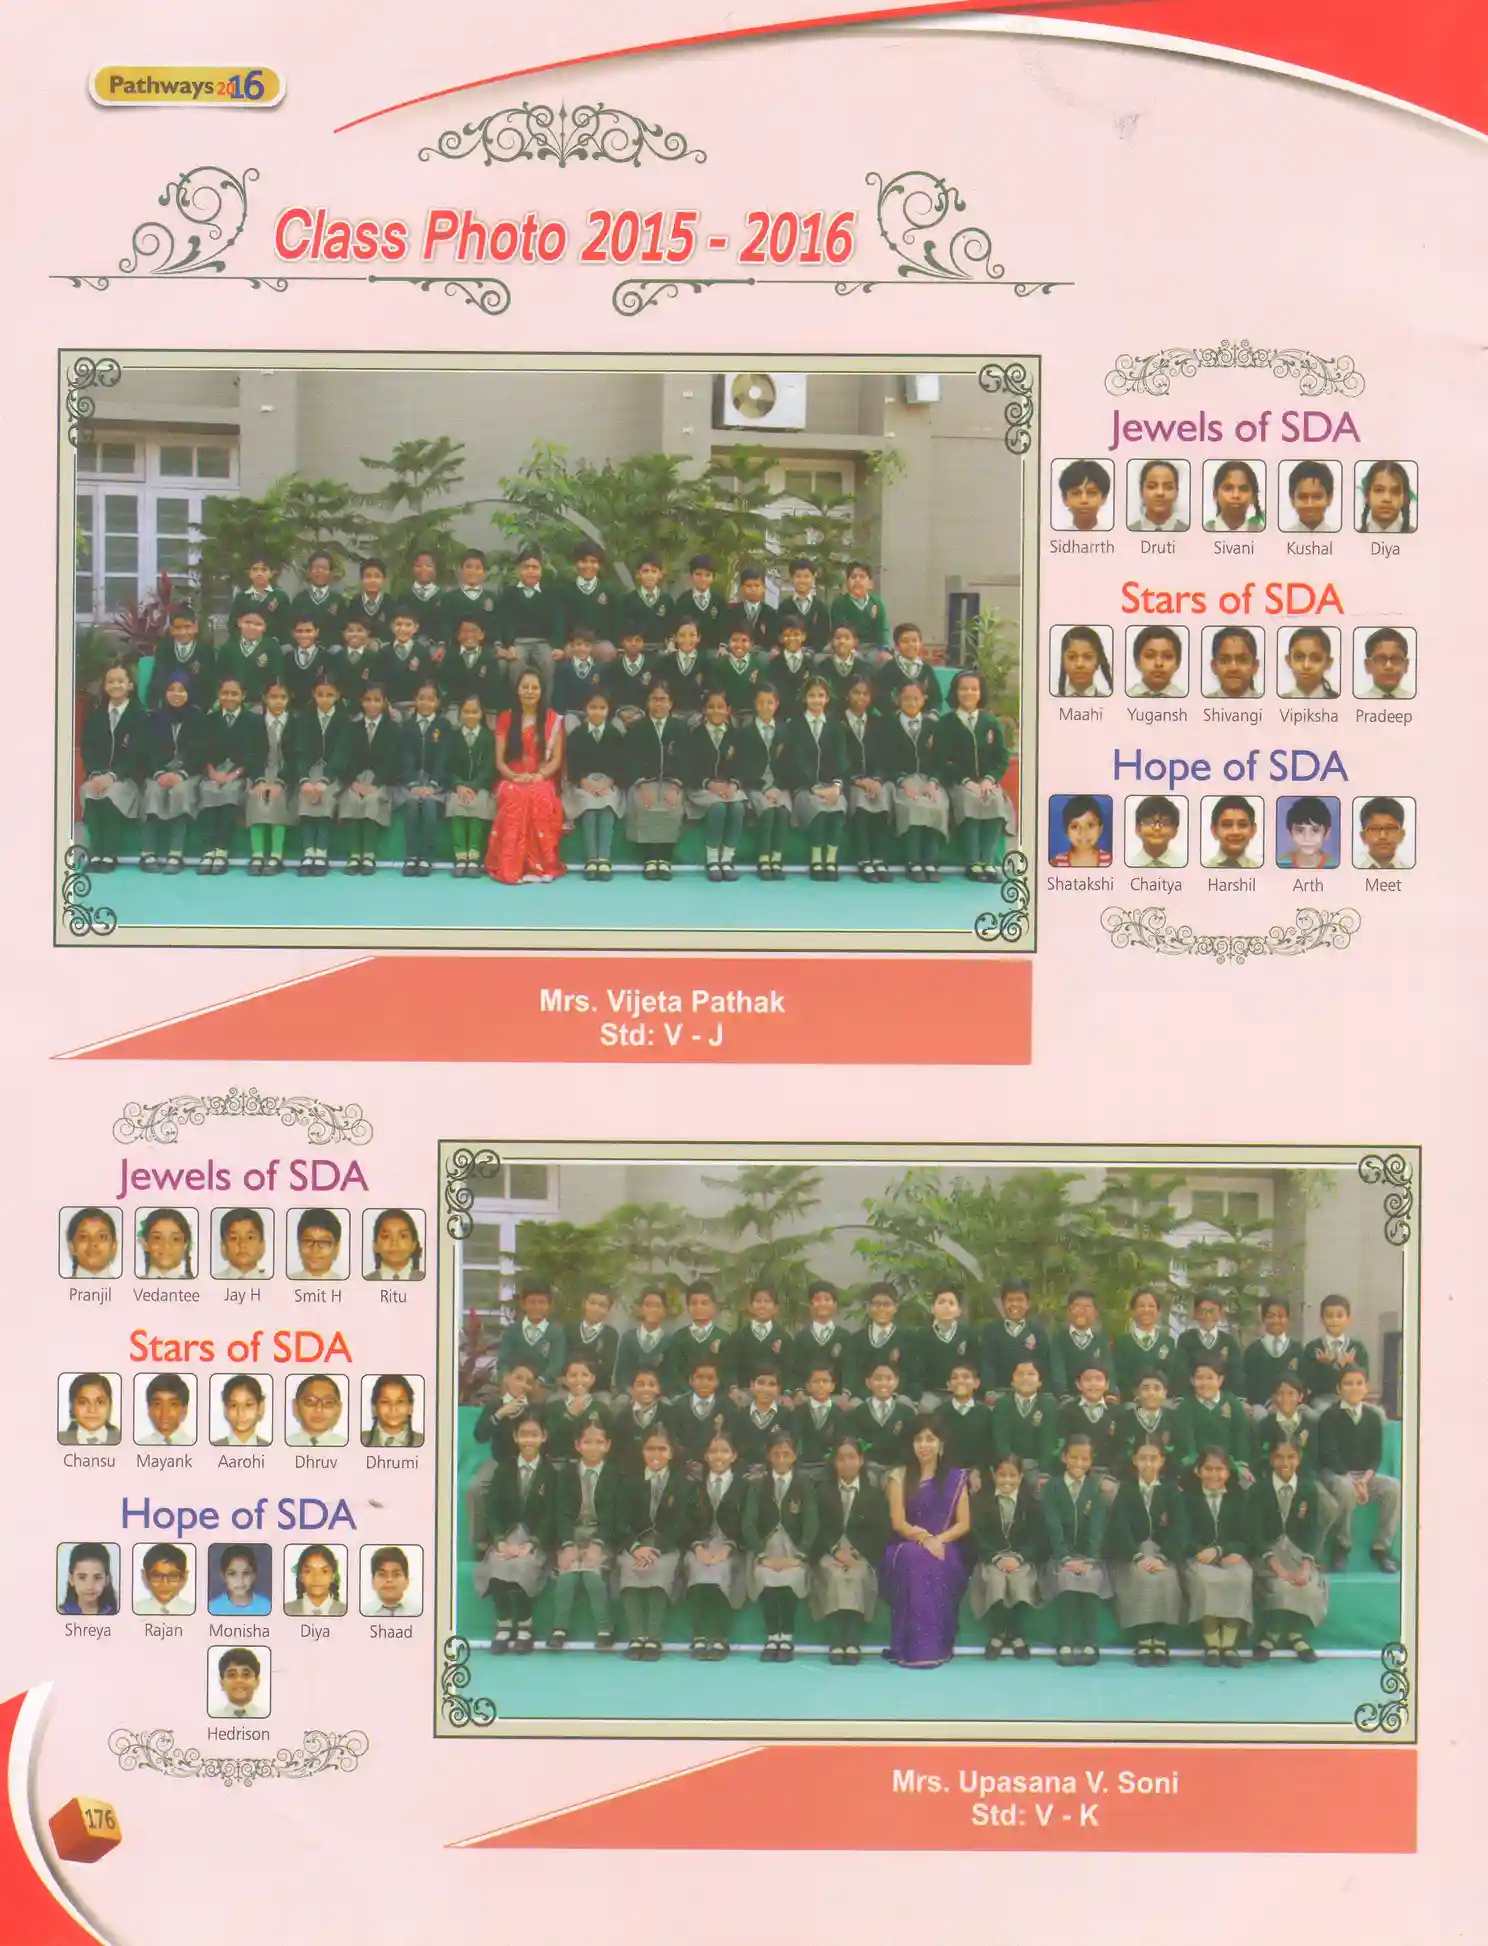 Pathways 2016
Class Photo 2015 - 2016
Jewels of SDA
Sidharrth Druti Sivani Kushal Diya
Stars of SDA
Maahi Yugansh Shivangi Vipiksha Pradeep
Hope of SDA
Shatakshi Chaitya Harshil Arth Meet
Mrs. Vijeta Pathak
Std: V - J
Jewels of SDA
Pranjil Vedantee Jay H Smit H Ritu
Stars of SDA
Chansu Mayank Aarohi Dhruv Dhrumi
Hope of SDA
Shreya Rajan Monisha Diya Shaad
Hedrison
Mrs. Upasana V. Soni
Std: V - K
176